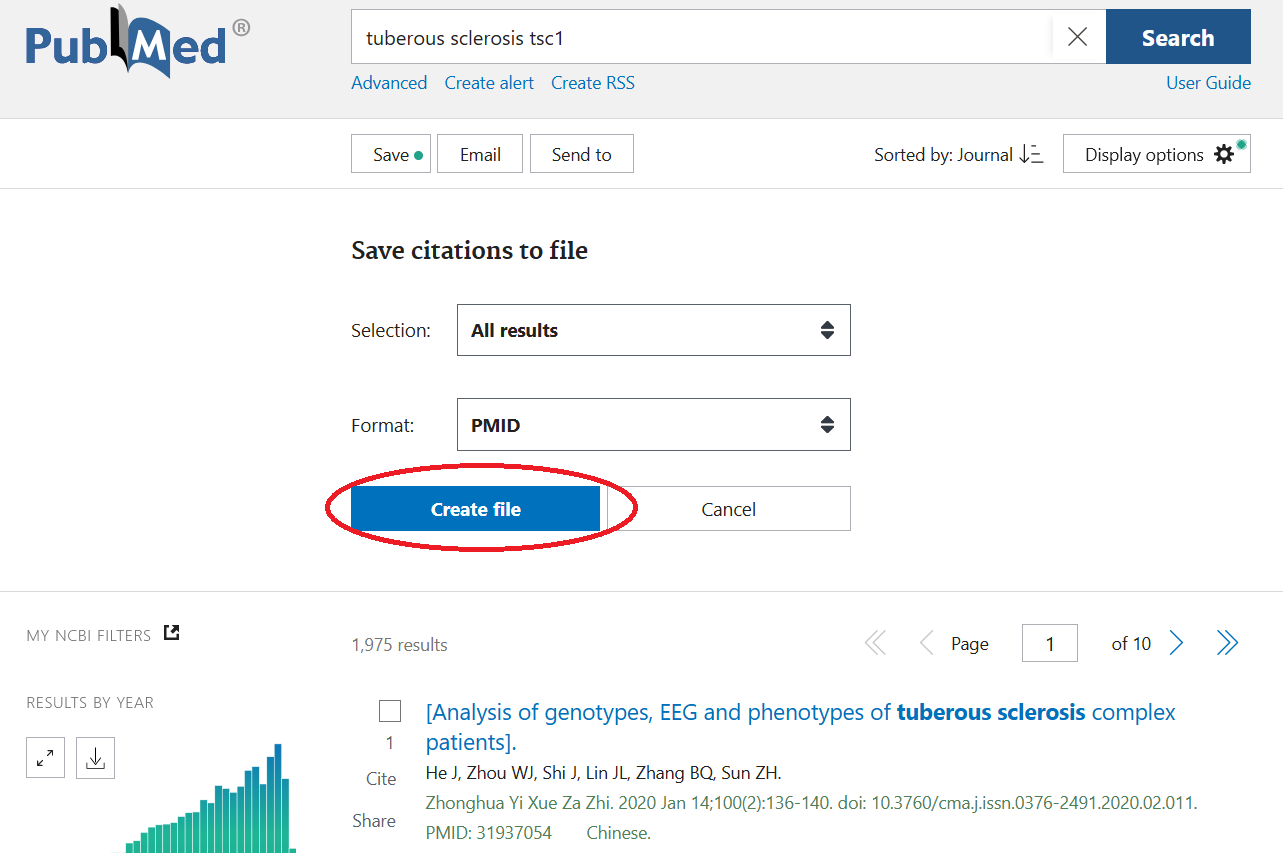 PubMed®
tuberous sclerosis tsc1
Search
Advanced Create alert Create RSS
User Guide
Save Email Send to
Sorted by: Journal
Display options
Save citations to file
Selection: All results
Format: PMID
Create file Cancel
MY NCBI FILTERS
1,975 results
Page 1 of 10
RESULTS BY YEAR
[Analysis of genotypes, EEG and phenotypes of tuberous sclerosis complex
patients].
1
He J, Zhou WJ, Shi J, Lin JL, Zhang BQ, Sun ZH.
Cite
Zhonghua Yi Xue Za Zhi. 2020 Jan 14;100(2):136-140. doi: 10.3760/cma.j.issn.0376-2491.2020.02.011.
Share
PMID: 31937054 Chinese.